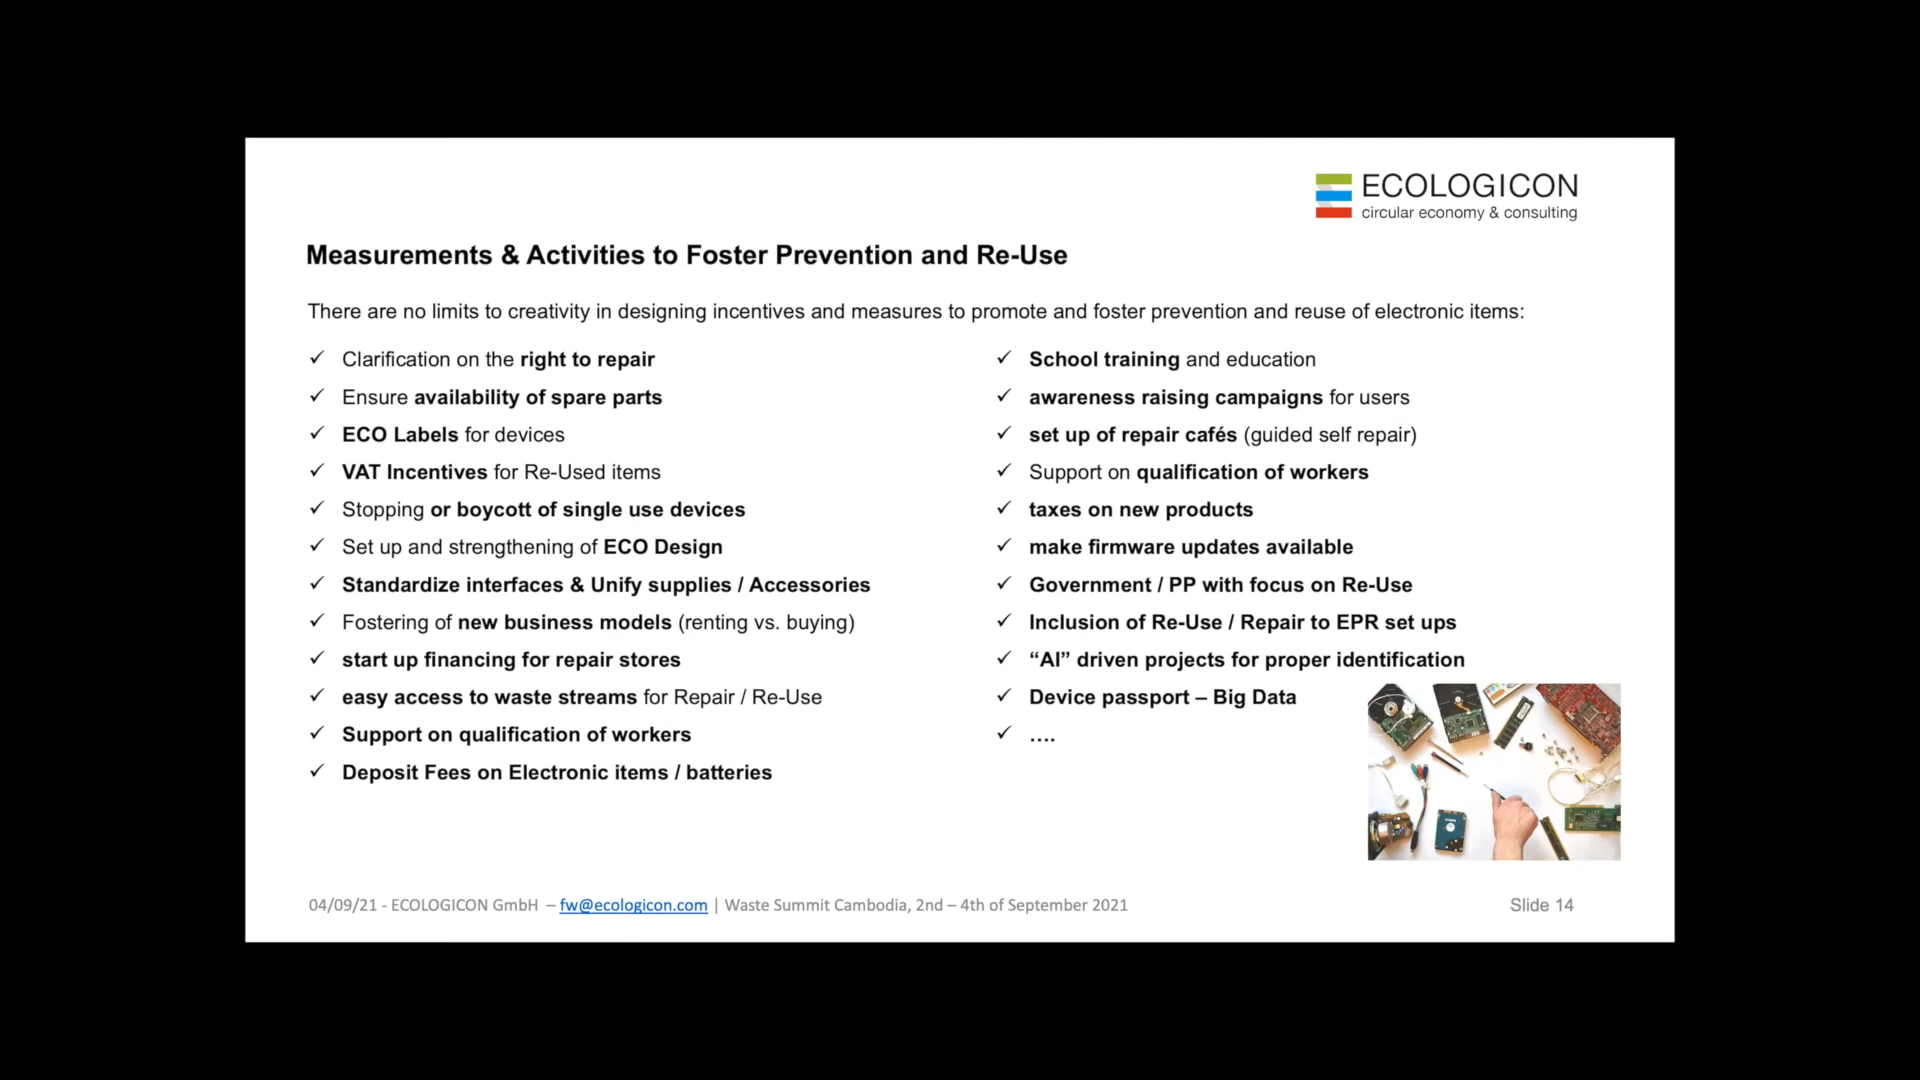 ECOLOGICON
circular economy & consulting
Measurements & Activities to Foster Prevention and Re-Use
There are no limits to creativity in designing incentives and measures to promote and foster prevention and reuse of electronic items:
✓ Clarification on the right to repair
✓ Ensure availability of spare parts
✓ ECO Labels for devices
✓ VAT Incentives for Re-Used items
✓ Stopping or boycott of single use devices
✓ Set up and strengthening of ECO Design
✓ Standardize interfaces & Unify supplies / Accessories
✓ Fostering of new business models (renting vs. buying)
✓ start up financing for repair stores
✓ easy access to waste streams for Repair / Re-Use
✓ Support on qualification of workers
✓ Deposit Fees on Electronic items / batteries
✓ School training and education
✓ awareness raising campaigns for users
✓ set up of repair cafés (guided self repair)
✓ Support on qualification of workers
✓ taxes on new products
✓ make firmware updates available
✓ Government / PP with focus on Re-Use
✓ Inclusion of Re-Use / Repair to EPR set ups
✓ “AI” driven projects for proper identification
✓ Device passport – Big Data
✓ ....
04/09/21 - ECOLOGICON GmbH – fw@ecologicon.com | Waste Summit Cambodia, 2nd – 4th of September 2021
Slide 14